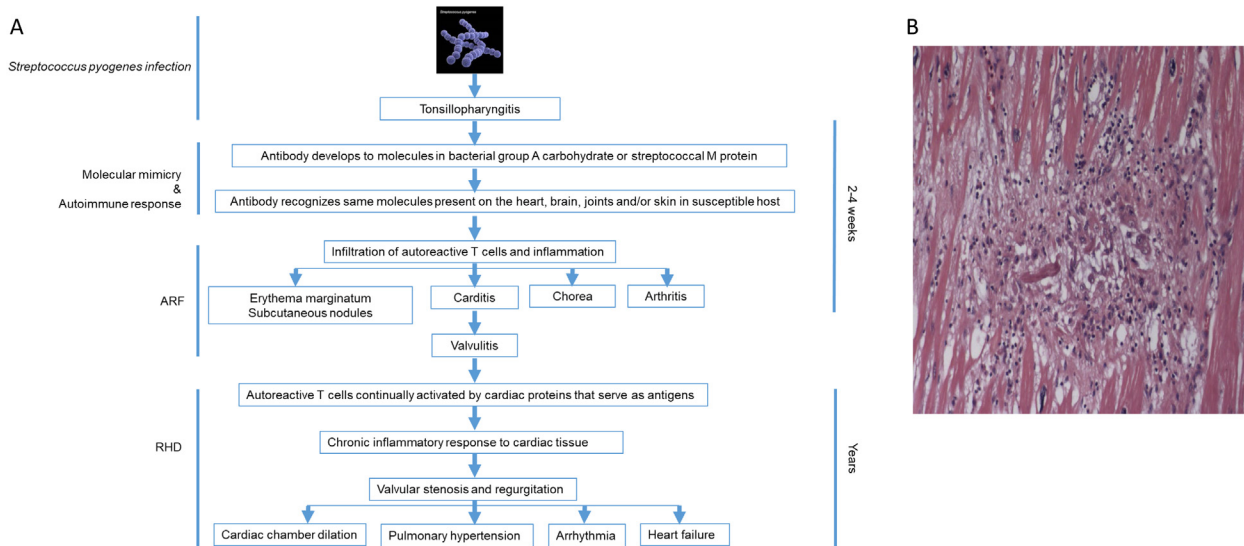 A
B
Streptococcus pyogenes
Streptococcus pyogenes infection
Tonsillopharyngitis
Antibody develops to molecules in bacterial group A carbohydrate or streptococcal M protein
Molecular mimicry
&
Autoimmune response
Antibody recognizes same molecules present on the heart, brain, joints and/or skin in susceptible host
2-4 weeks
Infiltration of autoreactive T cells and inflammation
ARF
Erythema marginatum
Subcutaneous nodules
Carditis
Chorea
Arthritis
Valvulitis
Autoreactive T cells continually activated by cardiac proteins that serve as antigens
RHD
Chronic inflammatory response to cardiac tissue
Years
Valvular stenosis and regurgitation
Cardiac chamber dilation
Pulmonary hypertension
Arrhythmia
Heart failure